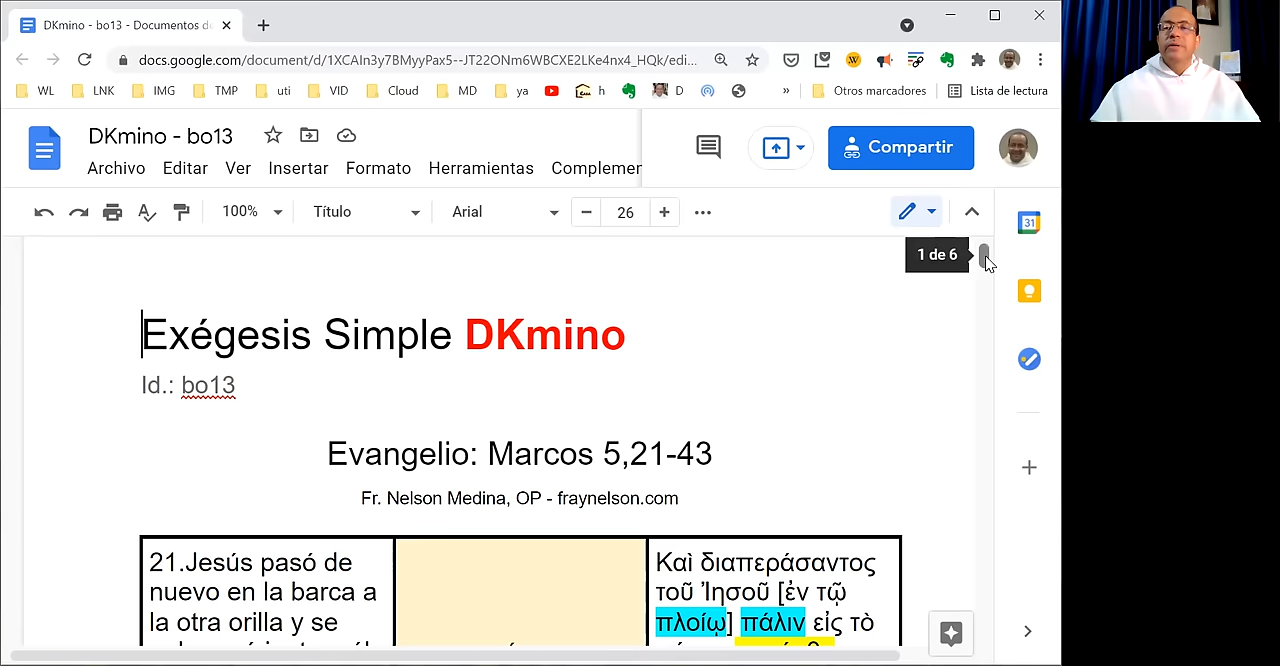 DKmino - bo13 - Documentos d
docs.google.com/document/d/1XCAIn3y7BMyyPax5--JT22ONm6WBCXE2LKe4nx4_HQk/edi...
WL LNK IMG TMP uti VID Cloud MD ya h D » Otros marcadores Lista de lectura
DKmino - bo13
Archivo Editar Ver Insertar Formato Herramientas Complemen
Compartir
100% Título Arial 26
31
1 de 6
Exégesis Simple DKmino
Id.: bo13
Evangelio: Marcos 5,21-43
Fr. Nelson Medina, OP - fraynelson.com
21.Jesús pasó de
nuevo en la barca a
la otra orilla y se
Καὶ διαπεράσαντος
τοῦ Ἰησοῦ [ἐν τῷ
πλοίῳ] πάλιν εἰς τὸ